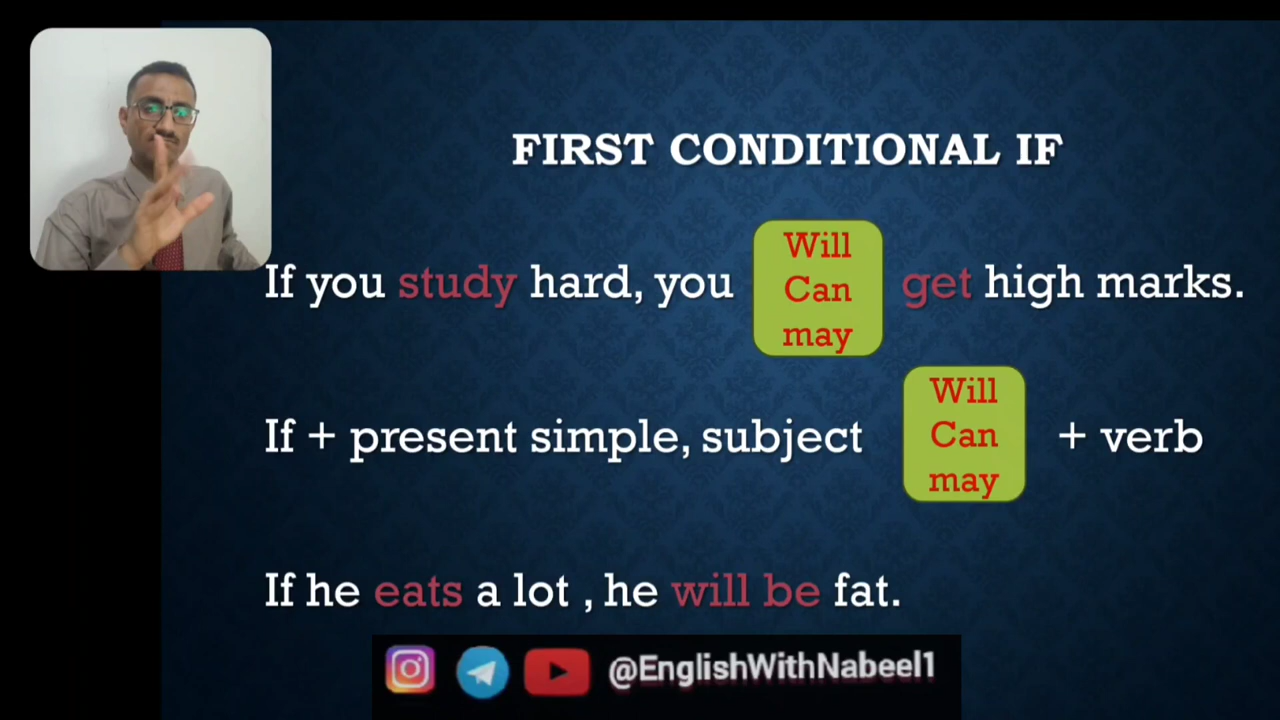 FIRST CONDITIONAL IF
If you study hard, you
Will
Can
may
get high marks.
If + present simple, subject
Will
Can
may
+ verb
If he eats a lot , he will be fat.
@EnglishWithNabeel1